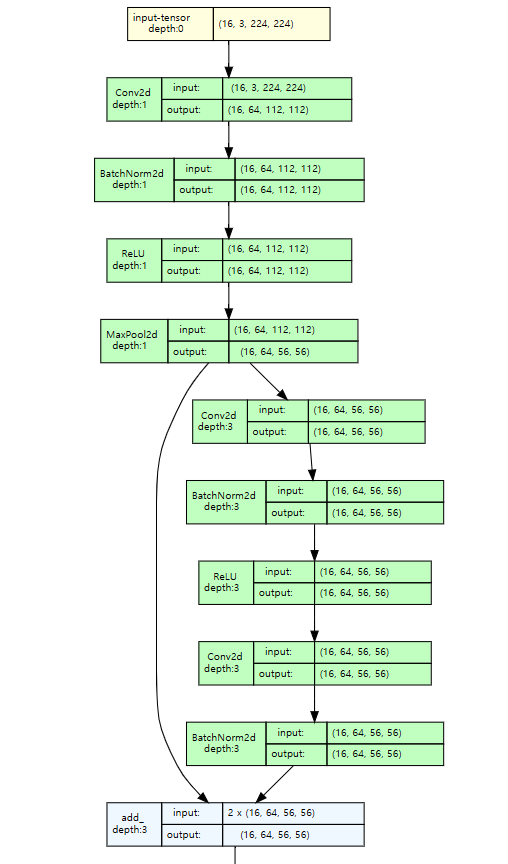 input-tensor
depth:0
(16, 3, 224, 224)
Conv2d
depth:1
input:
(16, 3, 224, 224)
output:
(16, 64, 112, 112)
BatchNorm2d
depth:1
input:
(16, 64, 112, 112)
output:
(16, 64, 112, 112)
ReLU
depth:1
input:
(16, 64, 112, 112)
output:
(16, 64, 112, 112)
MaxPool2d
depth:1
input:
(16, 64, 112, 112)
output:
(16, 64, 56, 56)
Conv2d
depth:3
input:
(16, 64, 56, 56)
output:
(16, 64, 56, 56)
BatchNorm2d
depth:3
input:
(16, 64, 56, 56)
output:
(16, 64, 56, 56)
ReLU
depth:3
input:
(16, 64, 56, 56)
output:
(16, 64, 56, 56)
Conv2d
depth:3
input:
(16, 64, 56, 56)
output:
(16, 64, 56, 56)
BatchNorm2d
depth:3
input:
(16, 64, 56, 56)
output:
(16, 64, 56, 56)
add_
depth:3
input:
2 x (16, 64, 56, 56)
output:
(16, 64, 56, 56)